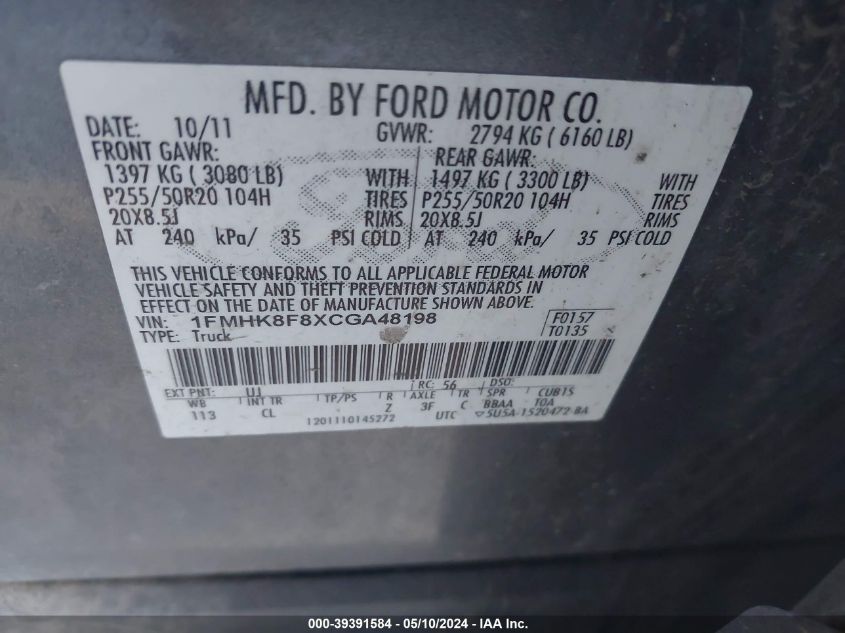 MFD. BY FORD MOTOR CO.
DATE: 10/11 GVWR: 2794 KG ( 6160 LB)
FRONT GAWR: REAR GAWR:
1397 KG ( 3080 LB) WITH 1497 KG ( 3300 LB) WITH
P255/50R20 104H TIRES P255/50R20 104H TIRES
20X8.5J RIMS 20X8.5J RIMS
AT 240 kPa/ 35 PSI COLD AT 240 kPa/ 35 PSI COLD
THIS VEHICLE CONFORMS TO ALL APPLICABLE FEDERAL MOTOR
VEHICLE SAFETY AND THEFT PREVENTION STANDARDS IN
EFFECT ON THE DATE OF MANUFACTURE SHOWN ABOVE.
VIN: 1FMHK8F8XCGA48198 F0157
TYPE: Truck T0135
EXT PNT: UJ RC: 56 DSO:
WB INT TR TP/PS R AXLE TR SPR CUBIS
113 CL Z 3F C BBAA TOA
1201110145272 UTC ▽5U5A-1520472-BA
000-39391584 / 05/10/2024 - © IAA Inc.